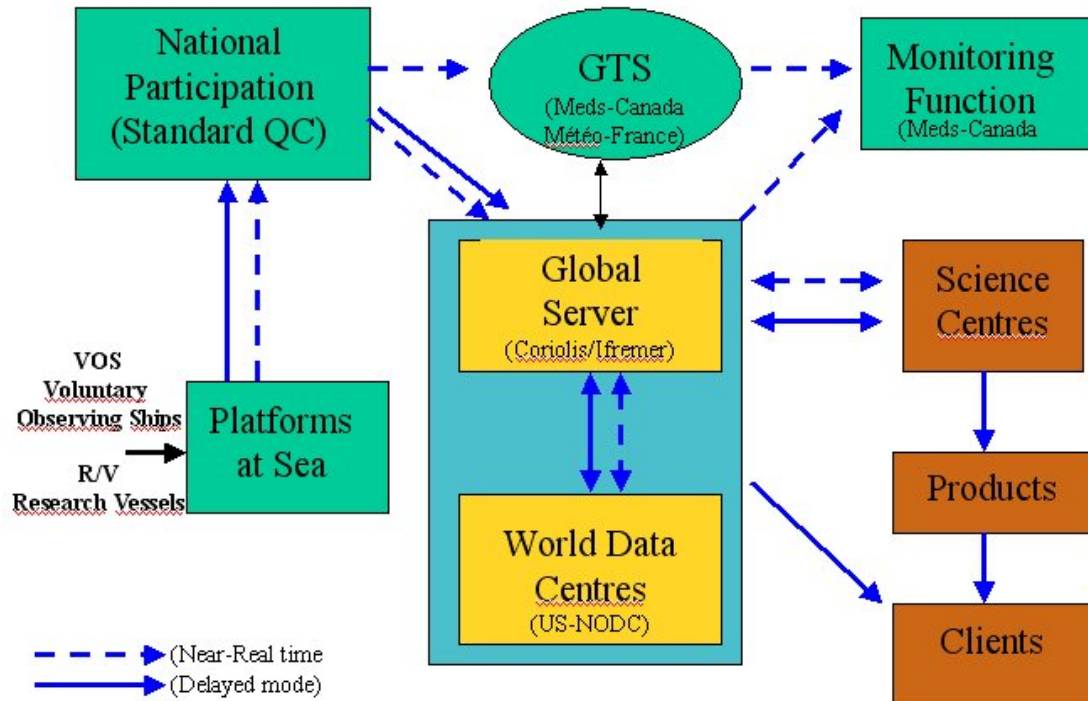 National
Participation
(Standard QC)
GTS
(Meds-Canada
Météo-France)
Monitoring
Function
(Meds-Canada
Global
Server
(Coriolis/Ifremer)
Science
Centres
VOS
Voluntary
Observing Ships
R/V
Research Vessels
Platforms
at Sea
Products
World Data
Centres
(US-NODC)
Clients
(Near-Real time
(Delayed mode)